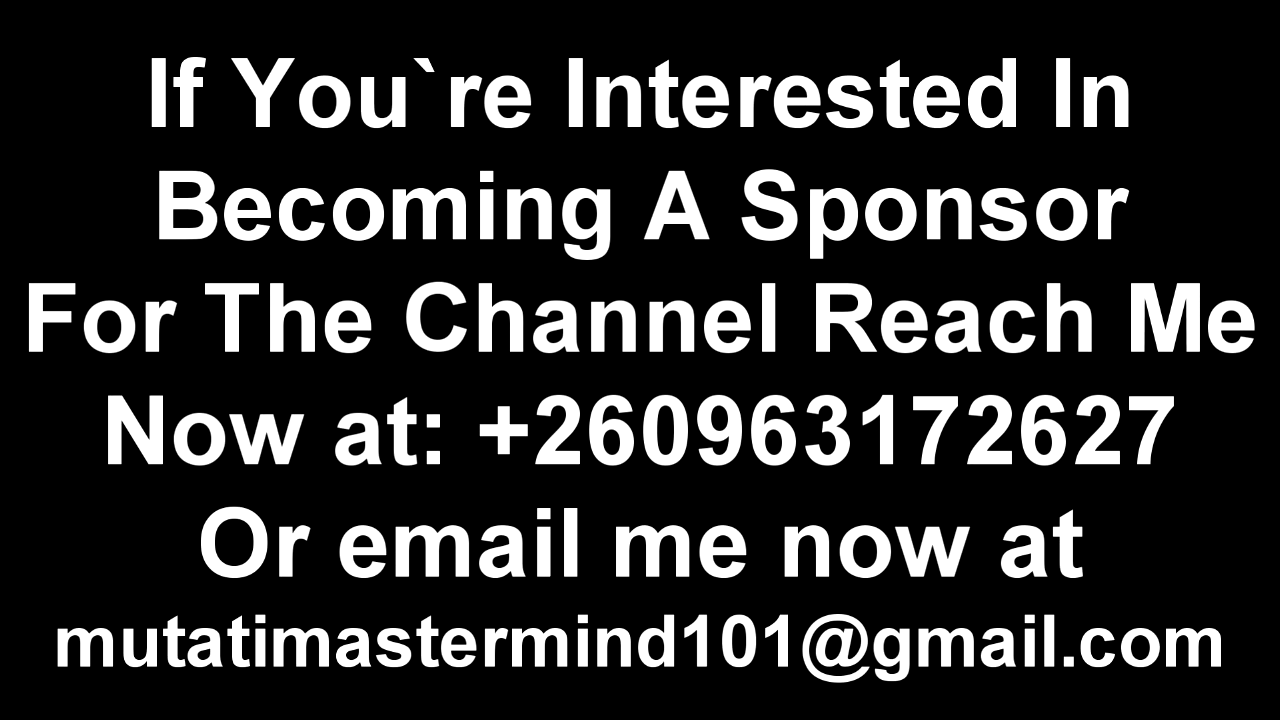 If You`re Interested In
Becoming A Sponsor
For The Channel Reach Me
Now at: +260963172627
Or email me now at
mutatimastermind101@gmail.com